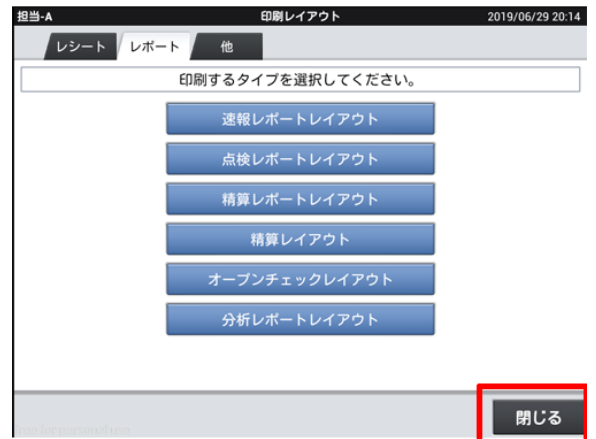 担当-A 印刷レイアウト 2019/06/29 20:14
レシート レポート 他
印刷するタイプを選択してください。
速報レポートレイアウト
点検レポートレイアウト
精算レポートレイアウト
精算レイアウト
オープンチェックレイアウト
分析レポートレイアウト
閉じる